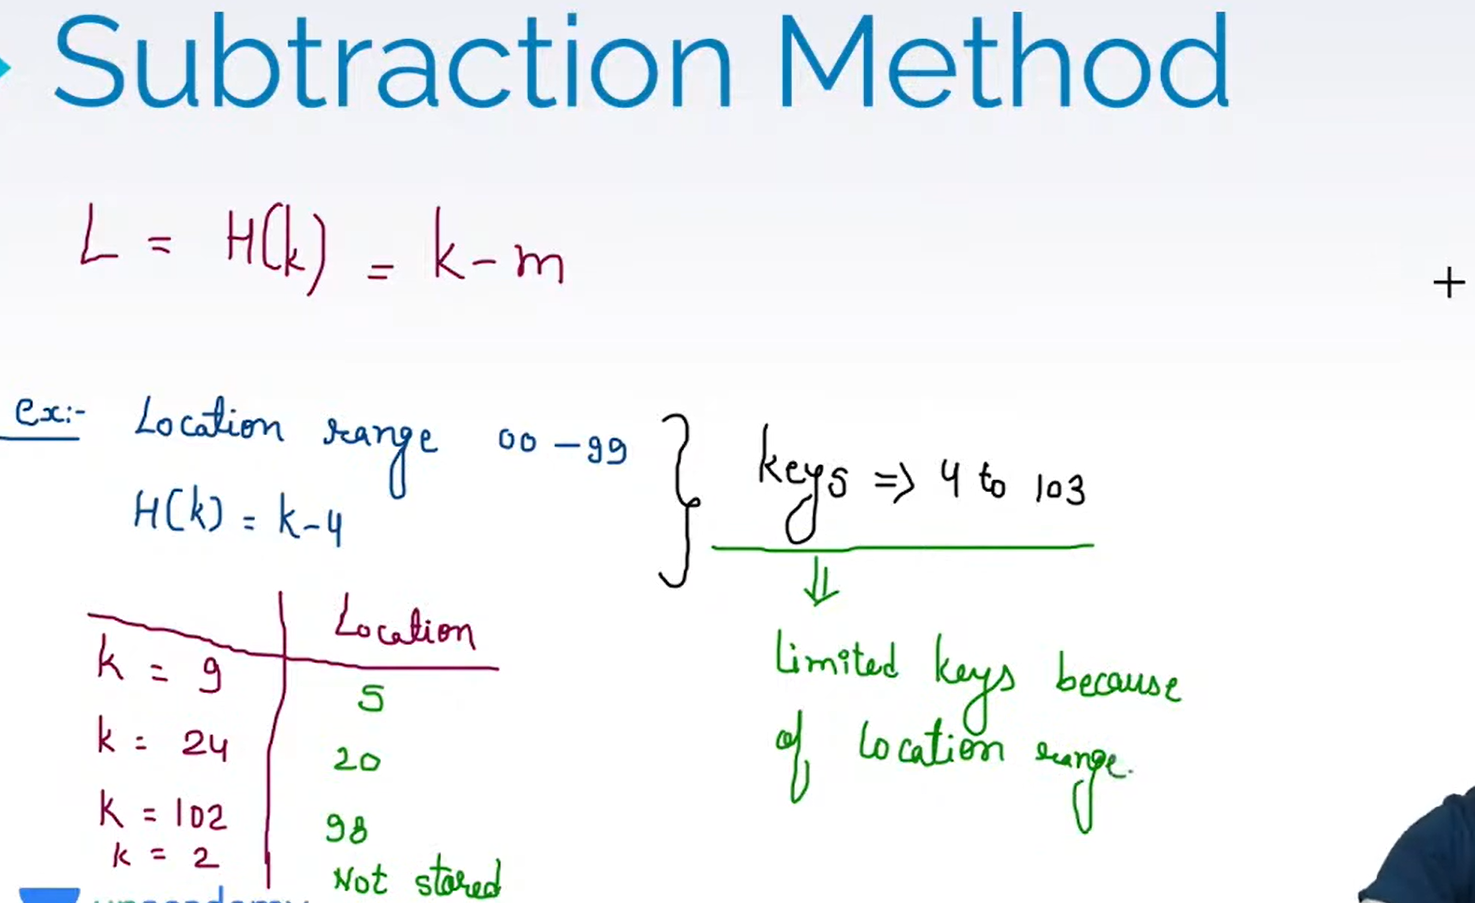 Subtraction Method
L = H(k) = k-m
ex:- Location range 00-99
H(k) = k-4
keys => 4 to 103
Limited keys because
of location range.
Location
k = 9 5
k = 24 20
k = 102 98
k = 2 Not stored